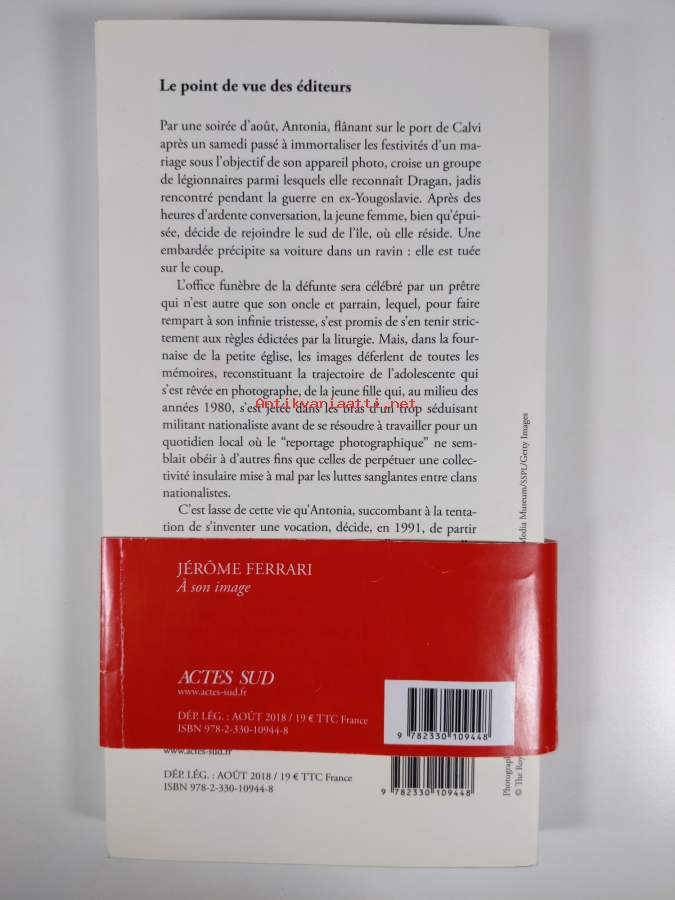 Le point de vue des éditeurs
Par une soirée d'août, Antonia, flânant sur le port de Calvi
après un samedi passé à immortaliser les festivités d'un ma-
riage sous l'objectif de son appareil photo, croise un groupe
de légionnaires parmi lesquels elle reconnaît Dragan, jadis
rencontré pendant la guerre en ex-Yougoslavie. Après des
heures d'ardente conversation, la jeune femme, bien qu'épui-
sée, décide de rejoindre le sud de l'île, où elle réside. Une
embardée précipite sa voiture dans un ravin : elle est tuée
sur le coup.
L'office funèbre de la défunte sera célébré par un prêtre
qui n'est autre que son oncle et parrain, lequel, pour faire
rempart à son infinie tristesse, s'est promis de s'en tenir stric-
tement aux règles édictées par la liturgie. Mais, dans la four-
naise de la petite église, les images déferlent de toutes les
mémoires, reconstituant la trajectoire de l'adolescente qui
s'est rêvée en photographe, de la jeune fille qui, au milieu des
Antikvariaatti.net
années 1980, s'est jetée dans les bras d'un trop séduisant
militant nationaliste avant de se résoudre à travailler pour un
quotidien local où le “reportage photographique” ne sem-
blait obéir à d'autres fins que celles de perpétuer une collec-
tivité insulaire mise à mal par les luttes sanglantes entre clans
nationalistes.
C'est lasse de cette vie qu'Antonia, succombant à la tenta-
tion de s'inventer une vocation, décide, en 1991, de partir
JÉRÔME FERRARI
À son image
ACTES SUD
www.actes-sud.fr
DÉP. LÉG. : AOÛT 2018 / 19 € TTC France
ISBN 978-2-330-10944-8
9 782330 109448
www.actes-sud.fr
DÉP. LÉG. : AOÛT 2018 / 19 € TTC France
ISBN 978-2-330-10944-8
9 782330 109448
Photograph
© The Roy
Media Museum/SSPL/Getty Images